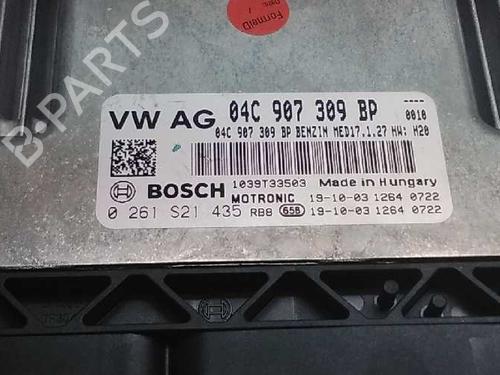 B-PARTS
FormelD
VW AG 04C 907 309 BP ----
0010
04C 907 309 BP BENZIN MED17.1.27 HW: H20
BOSCH 1039T33503 Made in Hungary
MOTRONIC 19-10-03 1264 0722
0 261 S21 435 RB8 658 19-10-03 1264 0722